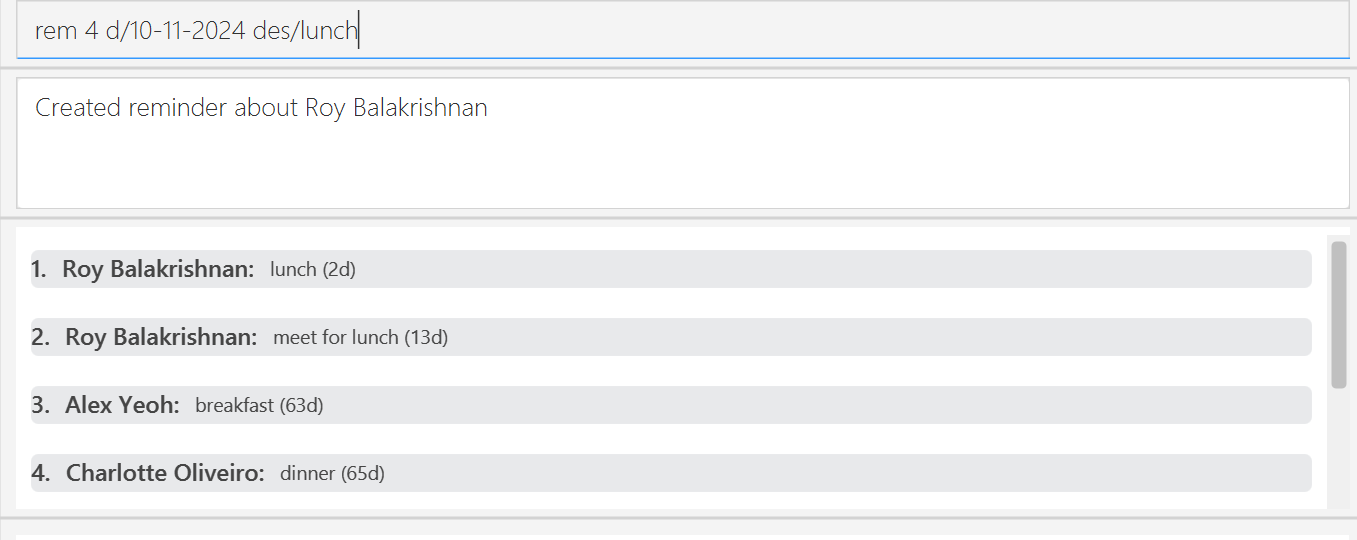 rem 4 d/10-11-2024 des/lunch
Created reminder about Roy Balakrishnan
1. Roy Balakrishnan: lunch (2d)
2. Roy Balakrishnan: meet for lunch (13d)
3. Alex Yeoh: breakfast (63d)
4. Charlotte Oliveiro: dinner (65d)